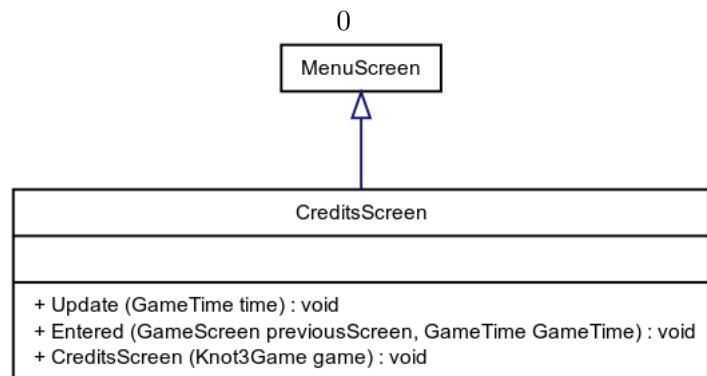 0
MenuScreen
CreditsScreen
+ Update (GameTime time) : void
+ Entered (GameScreen previousScreen, GameTime GameTime) : void
+ CreditsScreen (Knot3Game game) : void